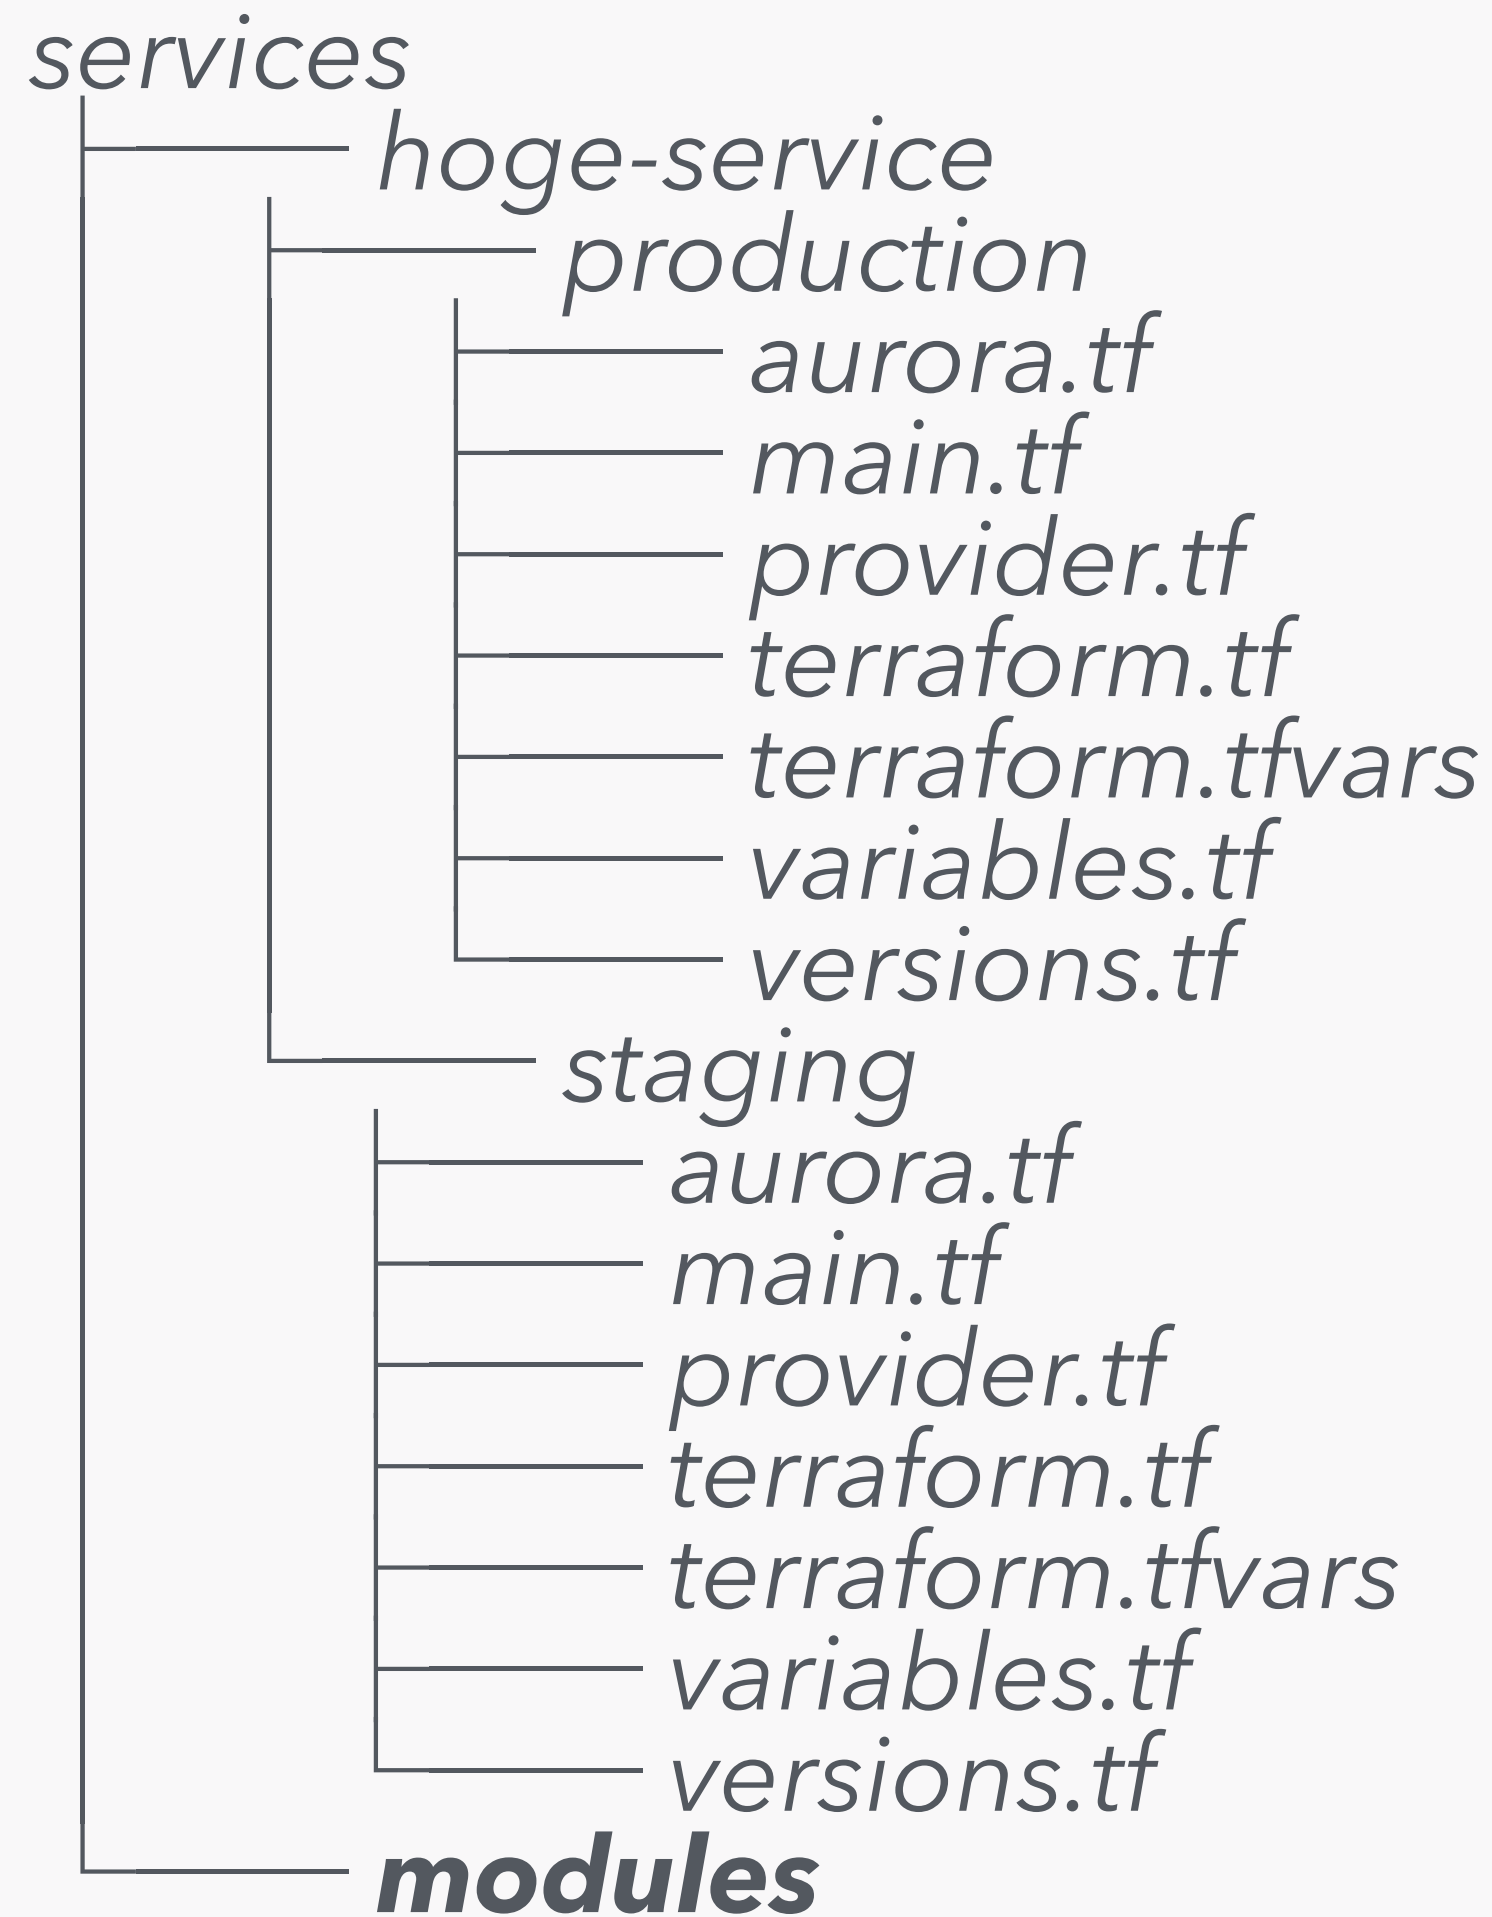 services
hoge-service
production
aurora.tf
main.tf
provider.tf
terraform.tf
terraform.tfvars
variables.tf
versions.tf
staging
aurora.tf
main.tf
provider.tf
terraform.tf
terraform.tfvars
variables.tf
versions.tf
modules